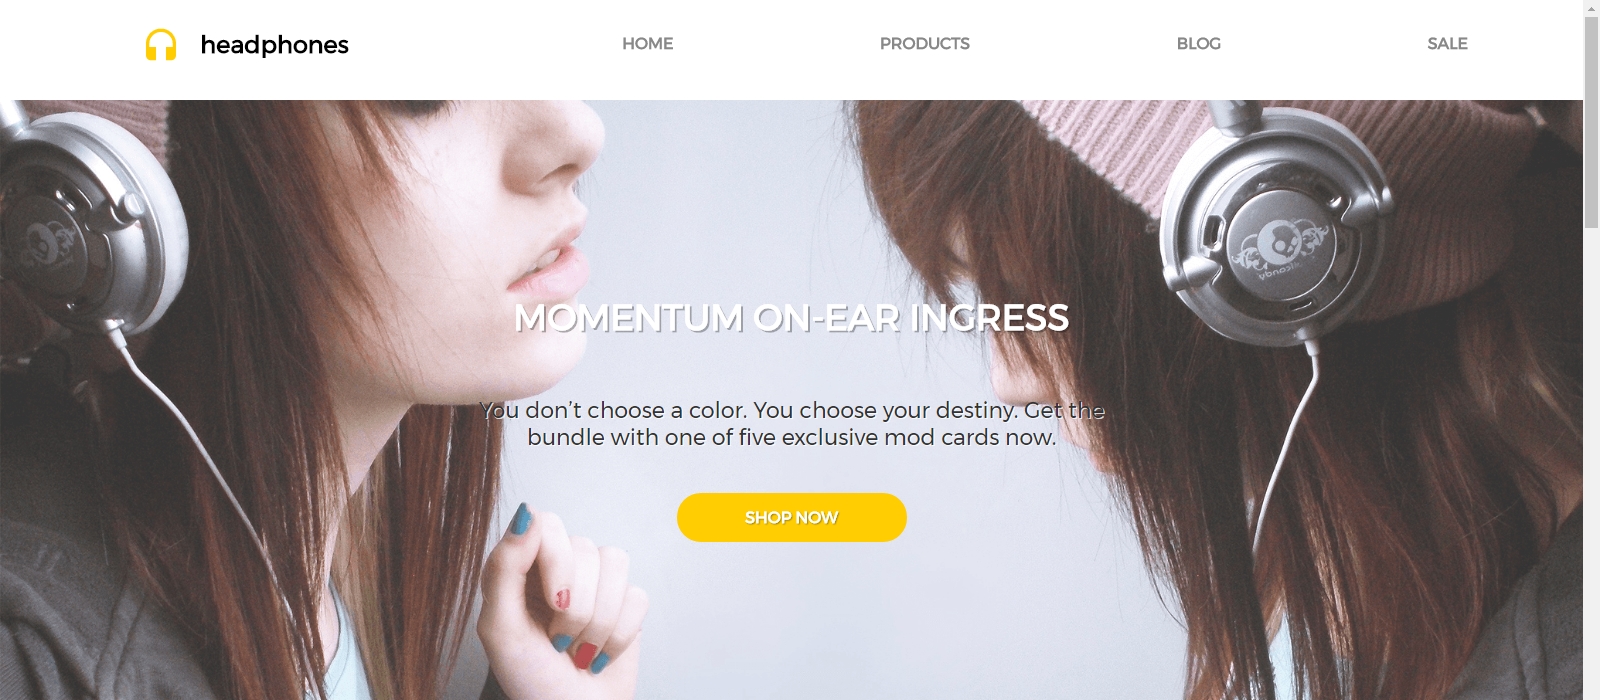 headphones
HOME
PRODUCTS
BLOG
SALE
MOMENTUM ON-EAR INGRESS
You don’t choose a color. You choose your destiny. Get the
bundle with one of five exclusive mod cards now.
SHOP NOW